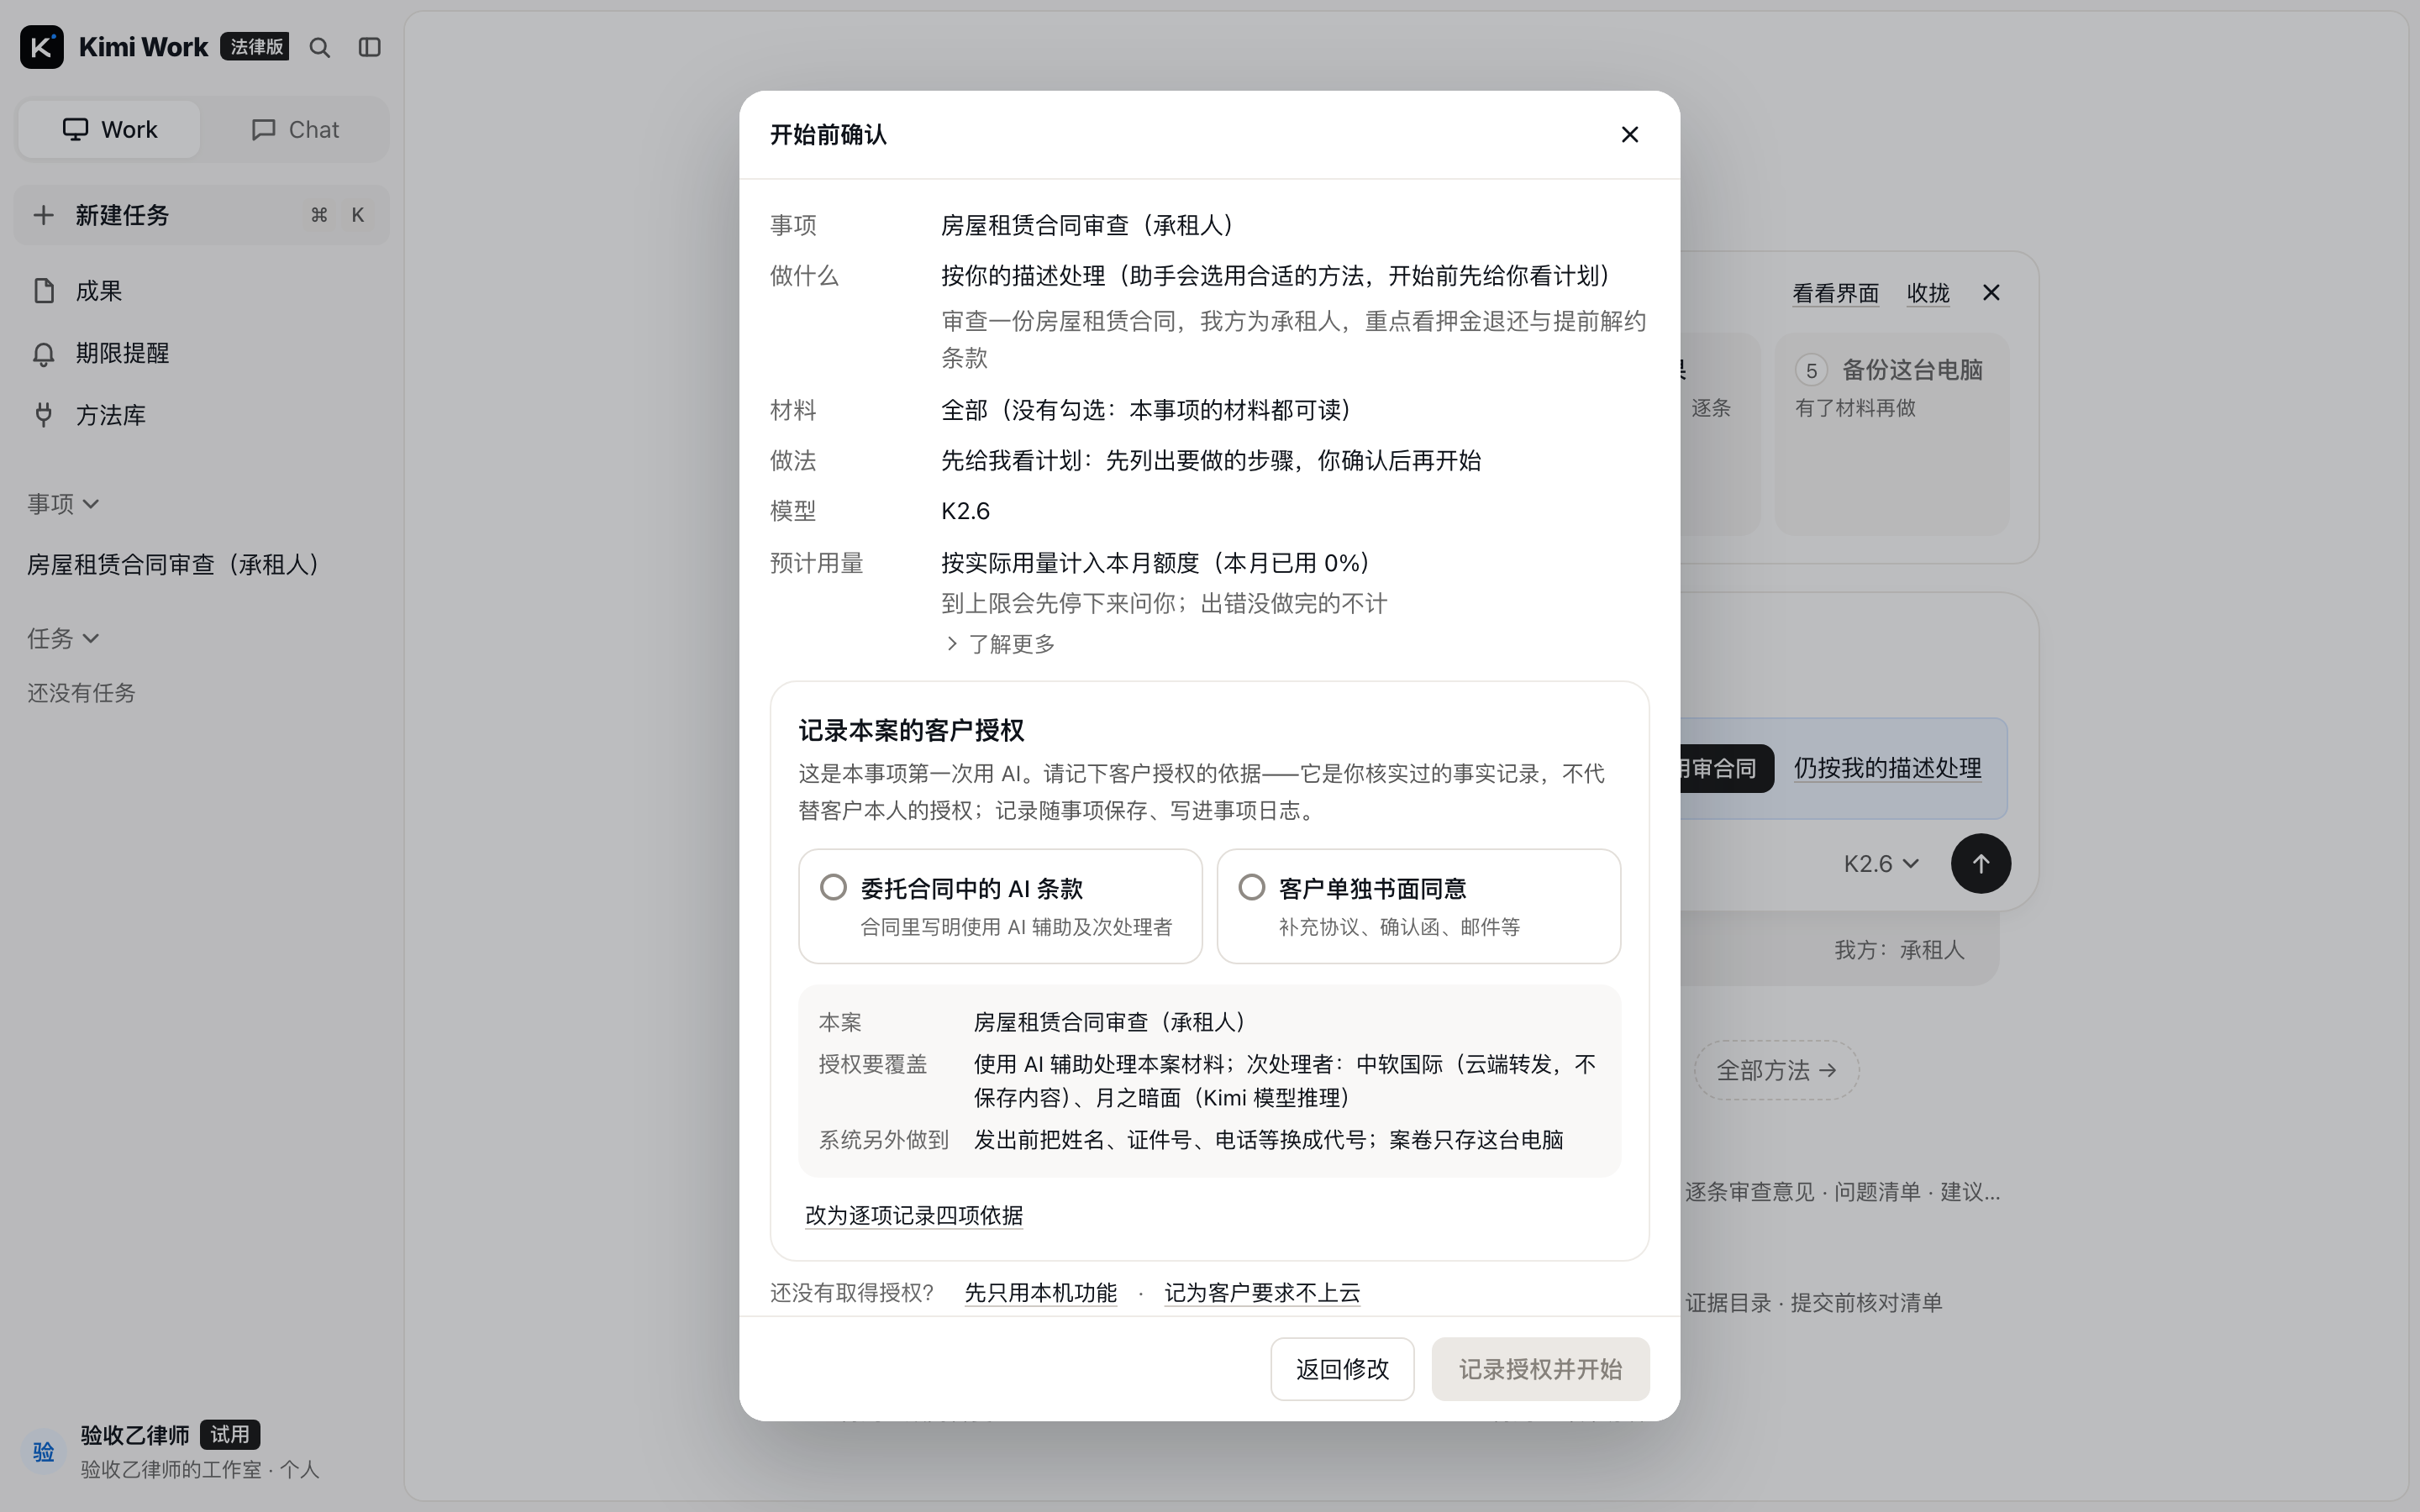 Kimi Work 法律版
Work
Chat
新建任务 ⌘ K
成果
期限提醒
方法库
事项
房屋租赁合同审查（承租人）
任务
还没有任务
验 验收乙律师 试用
验收乙律师的工作室 · 个人
开始前确认
事项 房屋租赁合同审查（承租人）
做什么 按你的描述处理（助手会选用合适的方法，开始前先给你看计划）
审查一份房屋租赁合同，我方为承租人，重点看押金退还与提前解约
条款
材料 全部（没有勾选：本事项的材料都可读）
做法 先给我看计划：先列出要做的步骤，你确认后再开始
模型 K2.6
预计用量 按实际用量计入本月额度（本月已用 0%）
到上限会先停下来问你；出错没做完的不计
了解更多
记录本案的客户授权
这是本事项第一次用 AI。请记下客户授权的依据——它是你核实过的事实记录，不代
替客户本人的授权；记录随事项保存、写进事项日志。
委托合同中的 AI 条款
合同里写明使用 AI 辅助及次处理者
客户单独书面同意
补充协议、确认函、邮件等
本案 房屋租赁合同审查（承租人）
授权要覆盖 使用 AI 辅助处理本案材料；次处理者：中软国际（云端转发，不
保存内容）、月之暗面（Kimi 模型推理）
系统另外做到 发出前把姓名、证件号、电话等换成代号；案卷只存这台电脑
改为逐项记录四项依据
还没有取得授权？ 先只用本机功能 · 记为客户要求不上云
返回修改
记录授权并开始
看看界面 收拢
逐条
5 备份这台电脑
有了材料再做
审合同 仍按我的描述处理
K2.6
我方：承租人
全部方法 →
逐条审查意见 · 问题清单 · 建议...
证据目录 · 提交前核对清单